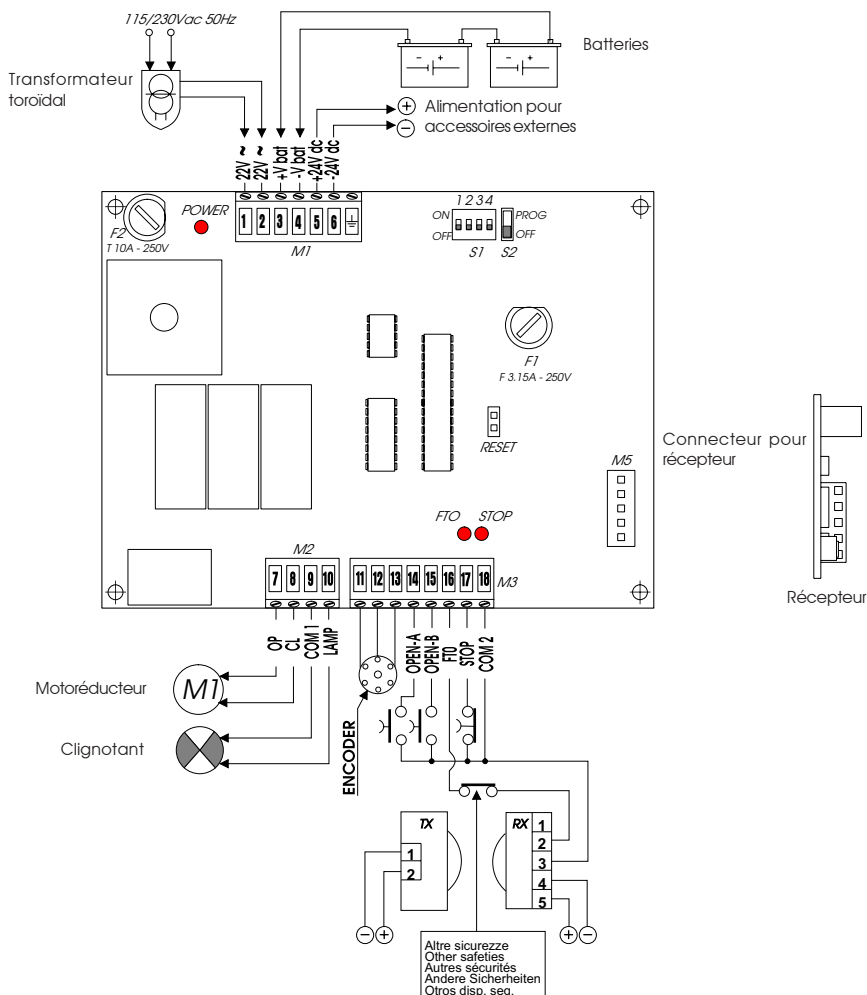 115/230Vac 50Hz
Batteries
- +
- +
Transformateur
toroïdal
+ Alimentation pour
- accessoires externes
22V ~
22V ~
+V bat
-V bat
+24V dc
-24V dc
POWER
F2
T 10A - 250V
1 2 3 4 5 6
M1
1 2 3 4
ON
OFF
S1
PROG
OFF
S2
F1
F 3.15A - 250V
RESET
Connecteur pour
récepteur
M5
Récepteur
FTO STOP
M2
7 8 9 10
11 12 13 14 15 16 17 18
M3
OP
CL
COM 1
LAMP
OPEN-A
OPEN-B
FTO
STOP
COM 2
Motoréducteur
M1
Clignotant
ENCODER
TX
1
2
RX
1
2
3
4
5
- +
+ -
Altre sicurezze
Other safeties
Autres sécurités
Andere Sicherheiten
Otros disp. seg.